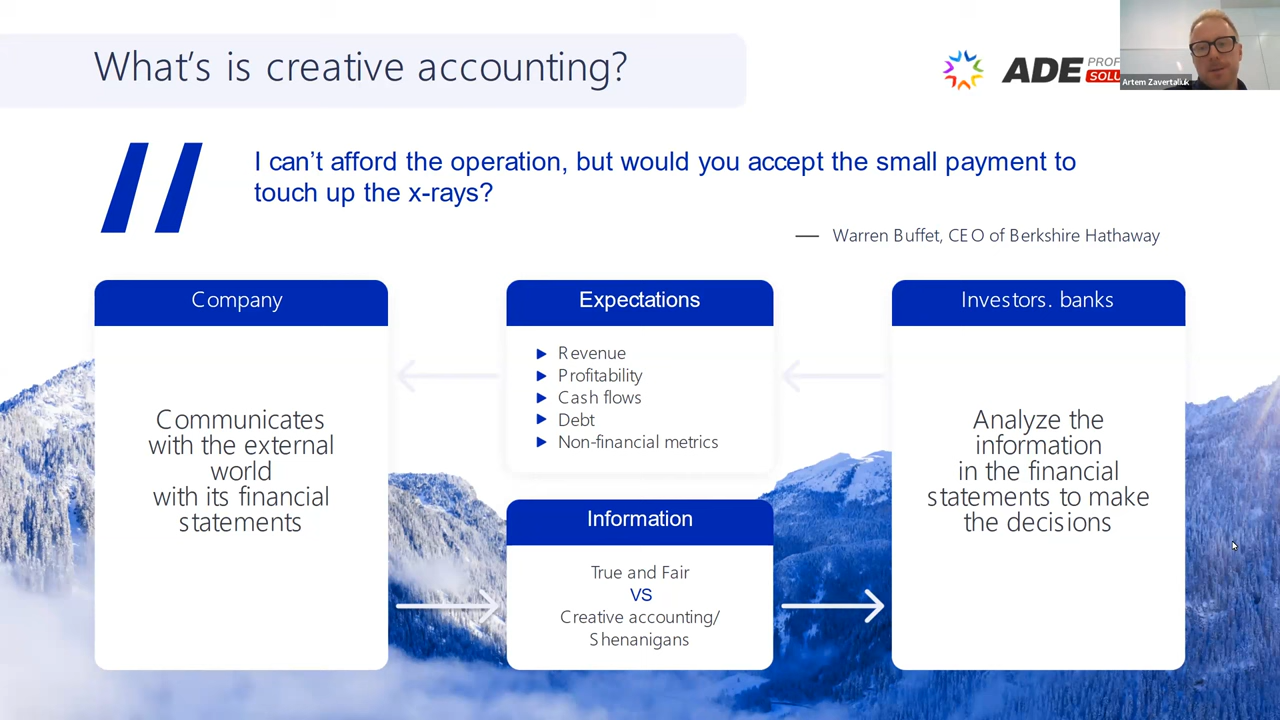 What's is creative accounting?
ADE PROF
SOLU
Artem Zavertaliuk
I can't afford the operation, but would you accept the small payment to
touch up the x-rays?
— Warren Buffet, CEO of Berkshire Hathaway
Company
Communicates
with the external
world
with its financial
statements
Expectations
Revenue
Profitability
Cash flows
Debt
Non-financial metrics
Information
True and Fair
VS
Creative accounting/
Shenanigans
Investors. banks
Analyze the
information
in the financial
statements to make
the decisions